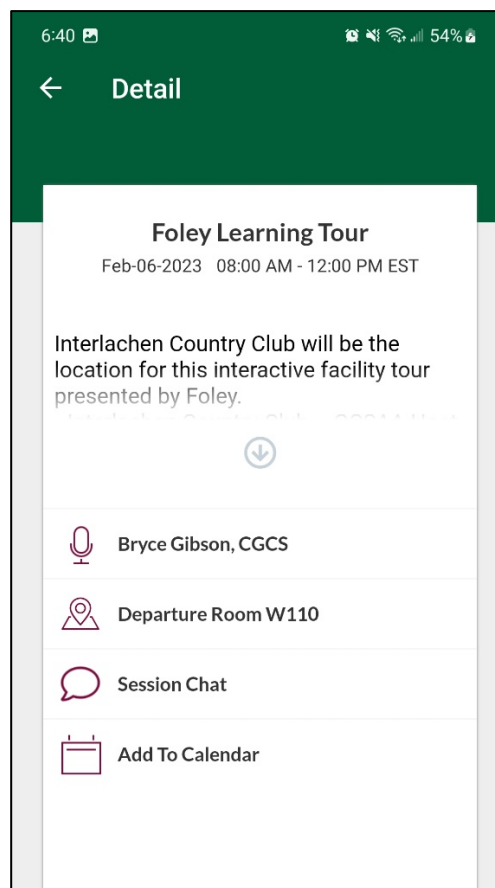 6:40 54%
Detail
Foley Learning Tour
Feb-06-2023 08:00 AM - 12:00 PM EST
Interlachen Country Club will be the
location for this interactive facility tour
presented by Foley.
Bryce Gibson, CGCS
Departure Room W110
Session Chat
Add To Calendar